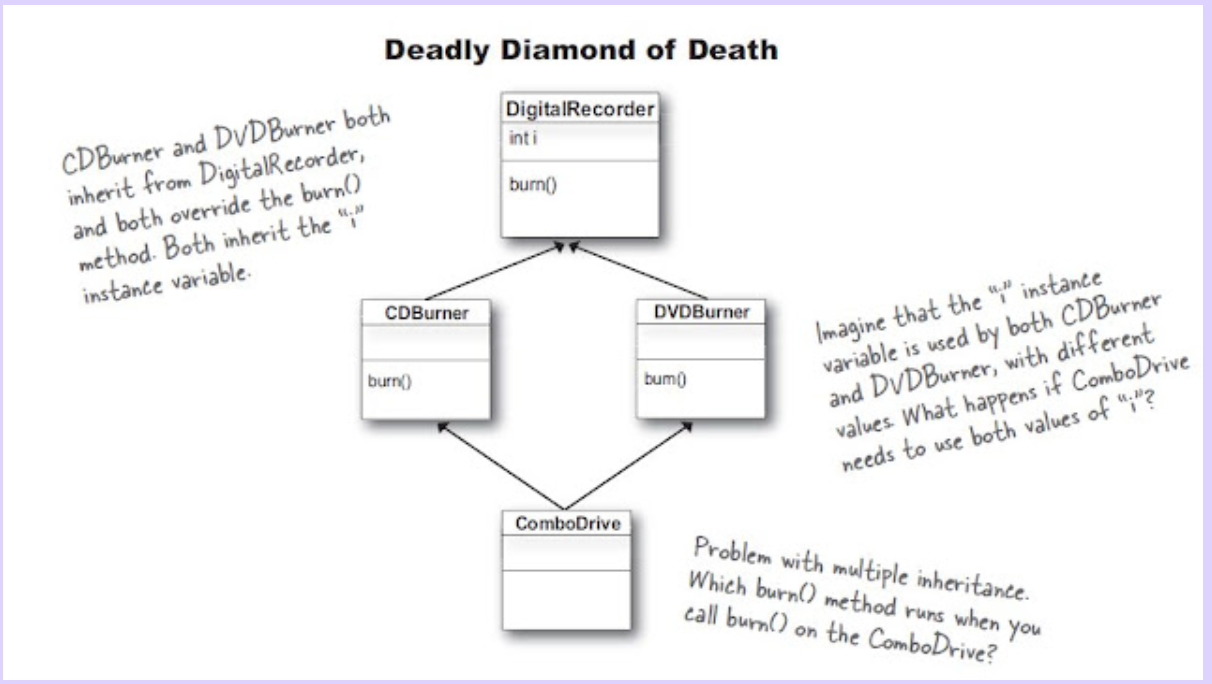 Deadly Diamond of Death
CDBurner and DVDBurner both
inherit from DigitalRecorder,
and both override the burn()
method. Both inherit the “i”
instance variable.
DigitalRecorder
int i
burn()
CDBurner
burn()
DVDBurner
burn()
Imagine that the “i” instance
variable is used by both CDBurner
and DVDBurner, with different
values. What happens if ComboDrive
needs to use both values of “i”?
ComboDrive
Problem with multiple inheritance.
Which burn() method runs when you
call burn() on the ComboDrive?